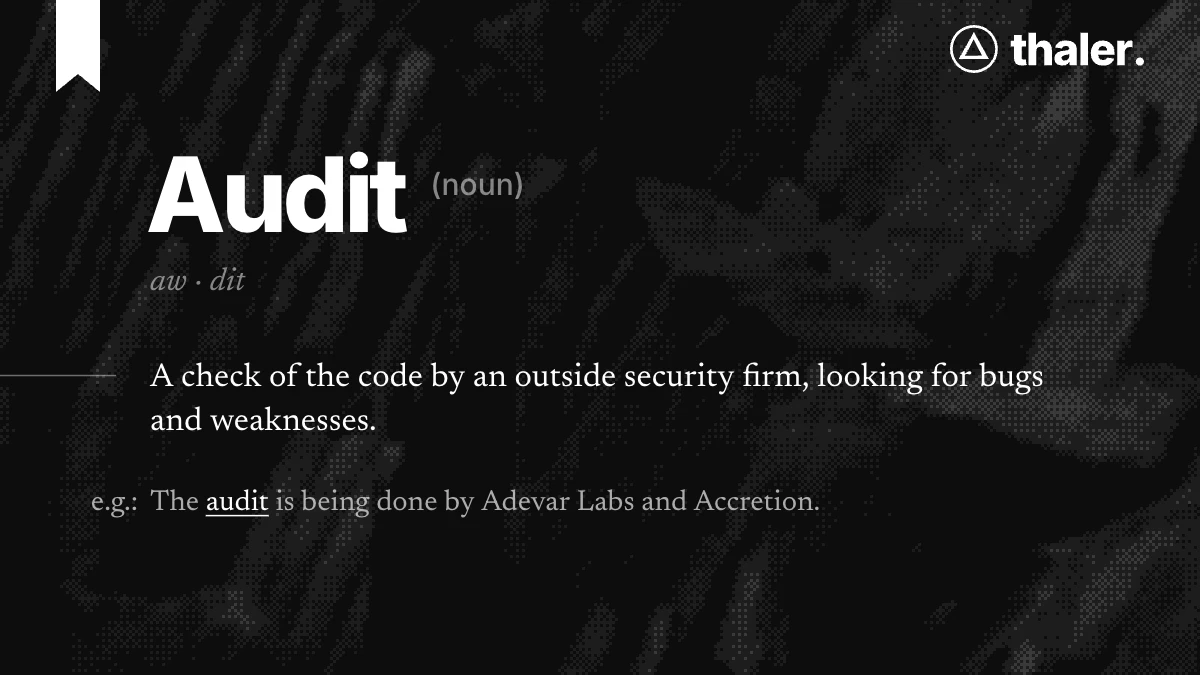 thaler.
Audit (noun)
aw · dit
A check of the code by an outside security firm, looking for bugs
and weaknesses.
e.g.: The audit is being done by Adevar Labs and Accretion.